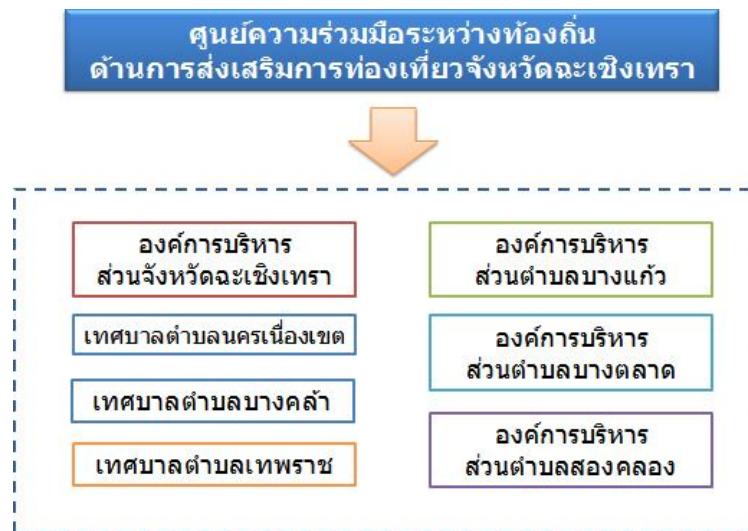 ศูนย์ความร่วมมือระหว่างท้องถิ่น
ด้านการส่งเสริมการท่องเที่ยวจังหวัดฉะเชิงเทรา
องค์การบริหาร
ส่วนจังหวัดฉะเชิงเทรา
เทศบาลตำบลนครเนื่องเขต
เทศบาลตำบลบางคล้า
เทศบาลตำบลเทพราช
องค์การบริหาร
ส่วนตำบลบางแก้ว
องค์การบริหาร
ส่วนตำบลบางตลาด
องค์การบริหาร
ส่วนตำบลสองคลอง